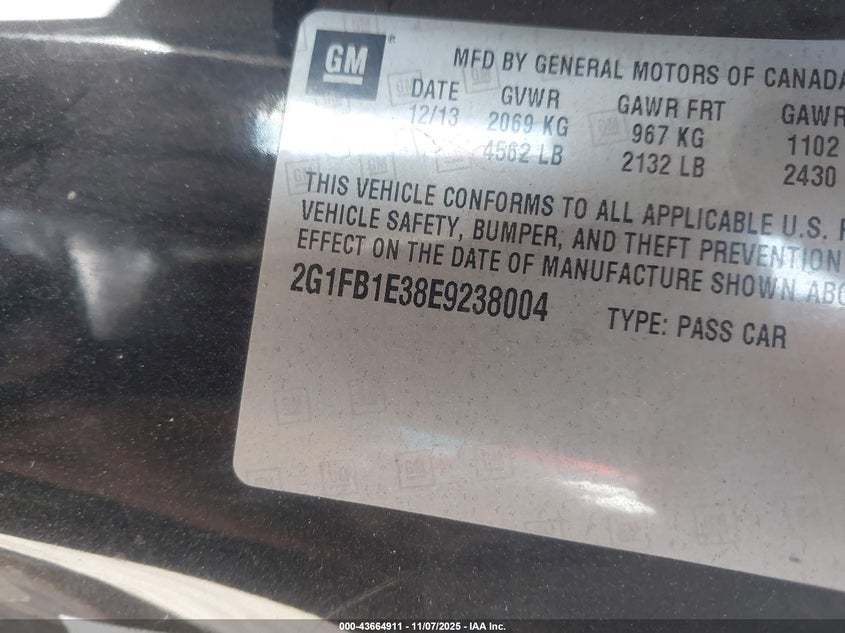 GM®
MFD BY GENERAL MOTORS OF CANADA
DATE GVWR GAWR FRT GAWR
12/13 2069 KG 967 KG 1102
4562 LB 2132 LB 2430
THIS VEHICLE CONFORMS TO ALL APPLICABLE U.S. F
VEHICLE SAFETY, BUMPER, AND THEFT PREVENTION
EFFECT ON THE DATE OF MANUFACTURE SHOWN ABO
2G1FB1E38E9238004 TYPE: PASS CAR
000-43664911 - 11/07/2025 - IAA Inc.